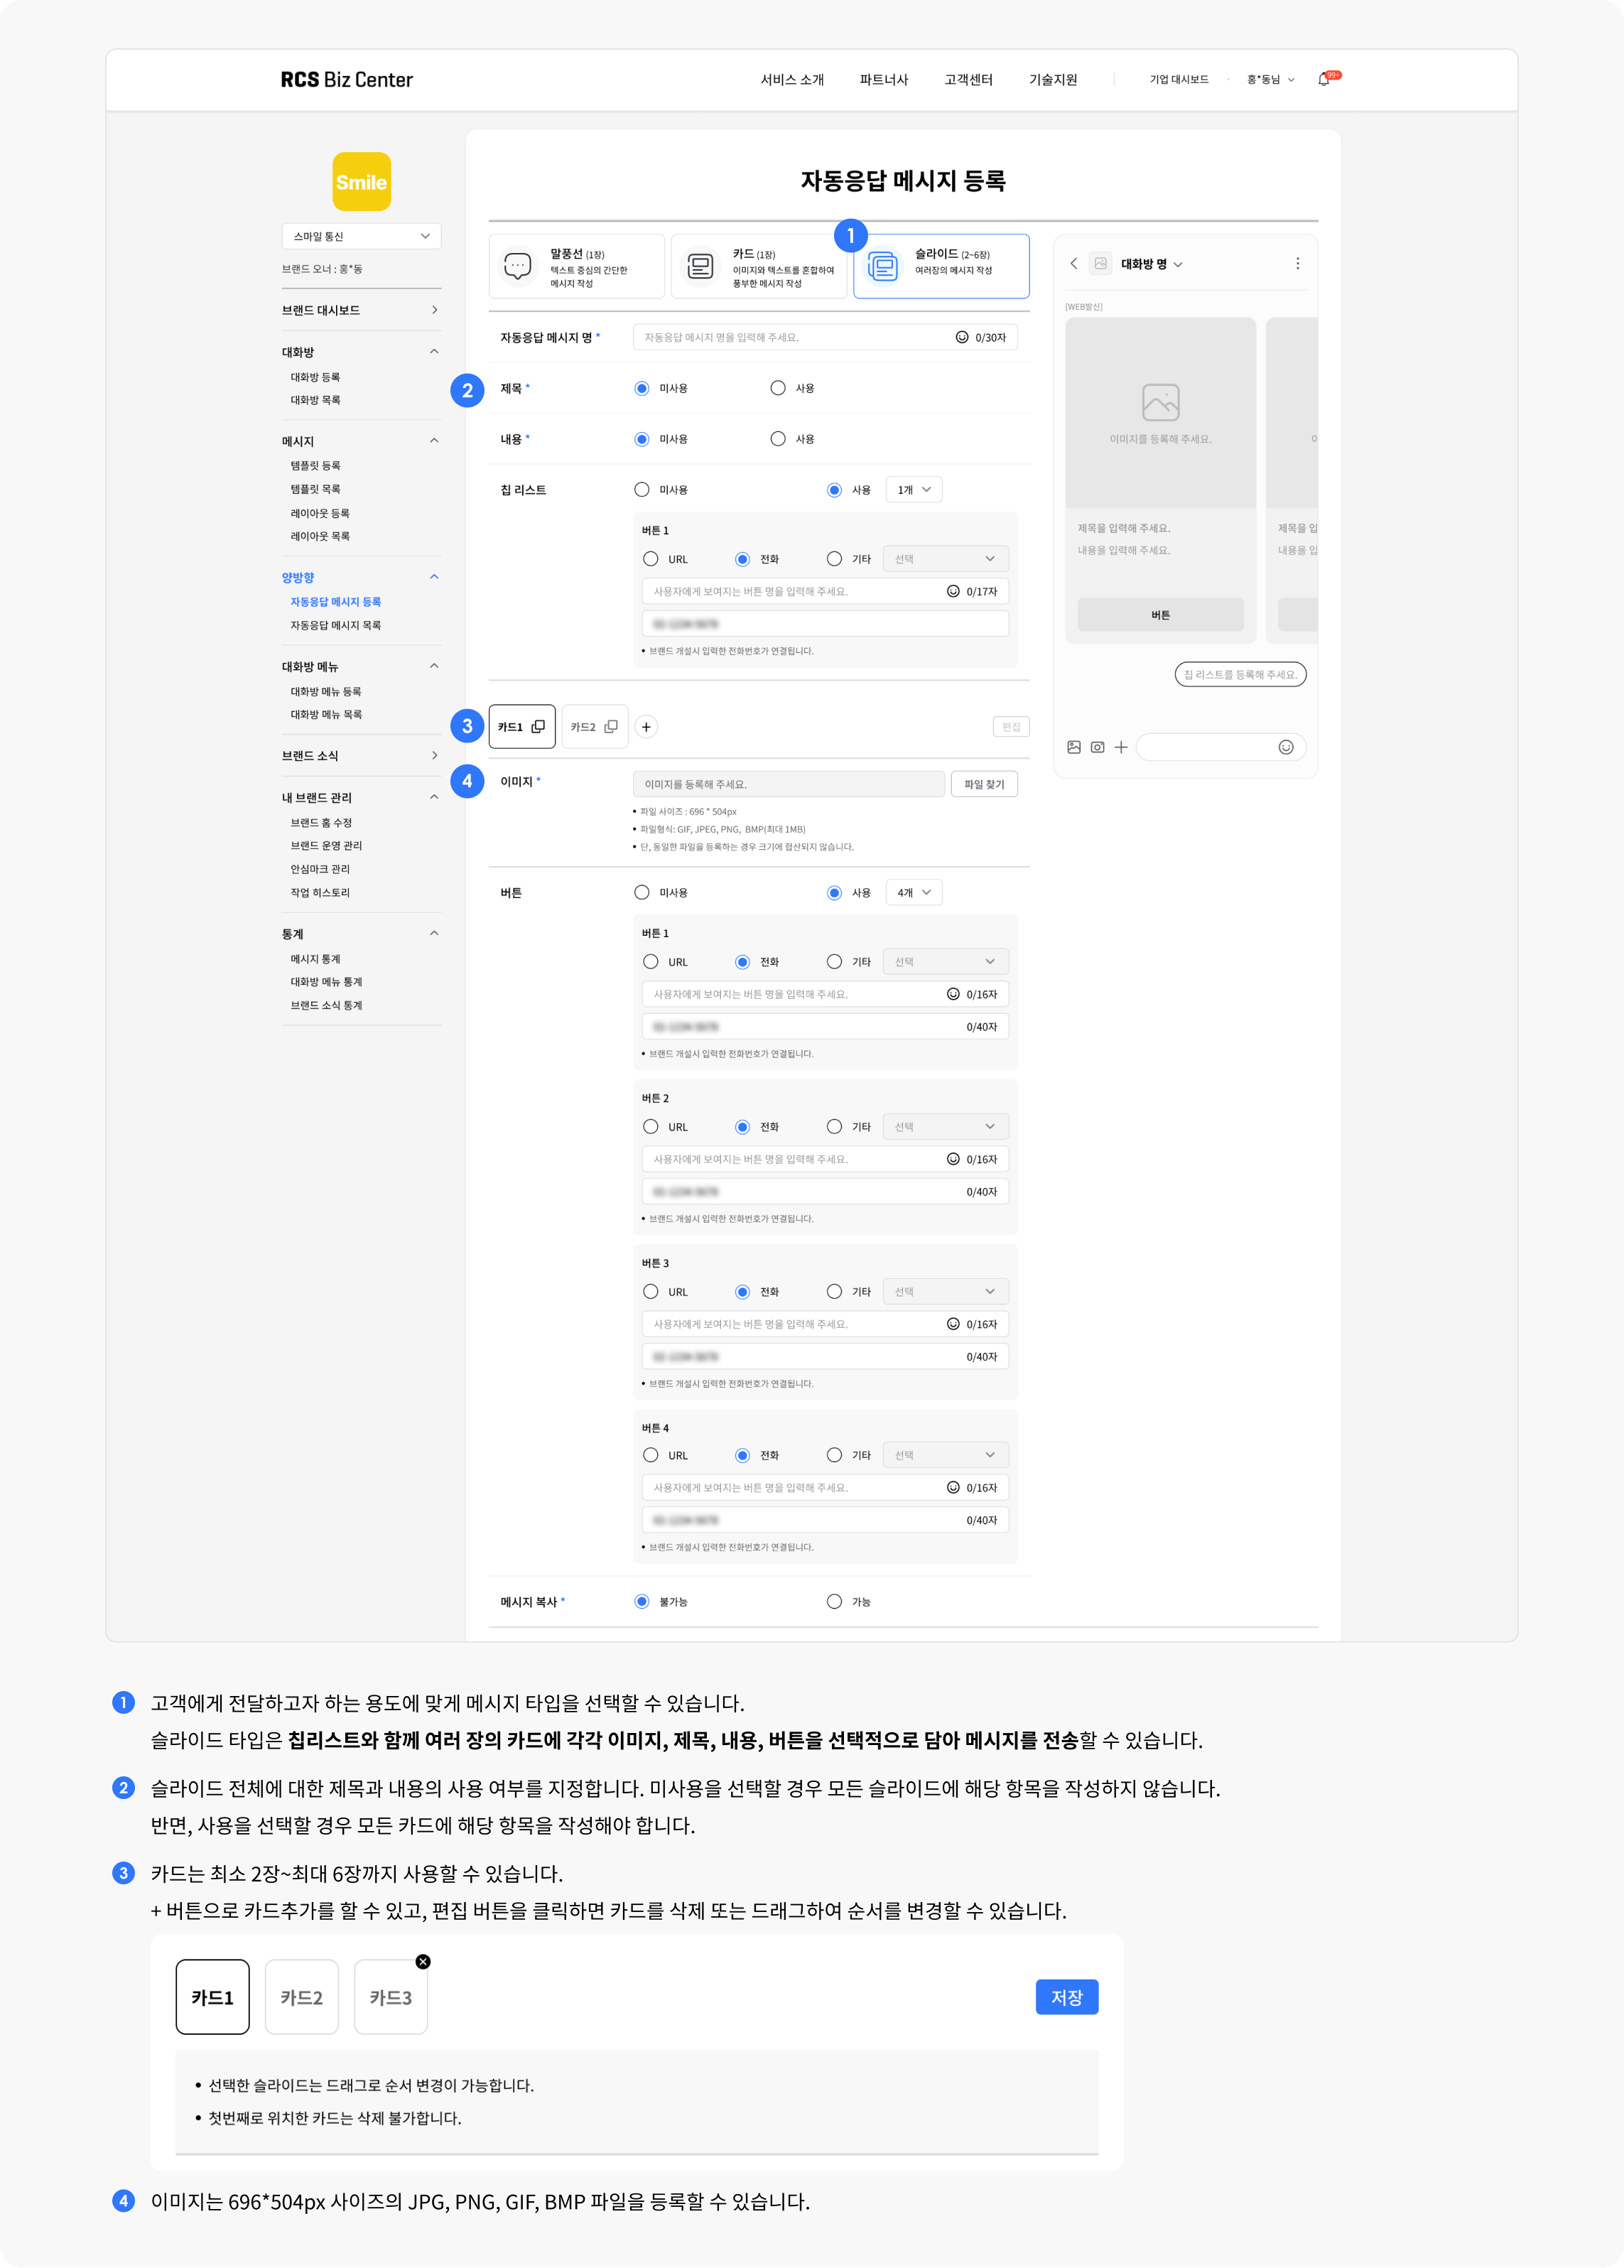 RCS Biz Center
서비스 소개
파트너사
고객센터
기술지원
기업 대시보드
홍*동님
99+
Smile
스마일 통신
브랜드 오너 : 홍*동
브랜드 대시보드
대화방
대화방 등록
대화방 목록
메시지
템플릿 등록
템플릿 목록
레이아웃 등록
레이아웃 목록
양방향
자동응답 메시지 등록
자동응답 메시지 목록
대화방 메뉴
대화방 메뉴 등록
대화방 메뉴 목록
브랜드 소식
내 브랜드 관리
브랜드 홈 수정
브랜드 운영 관리
안심마크 관리
작업 히스토리
통계
메시지 통계
대화방 메뉴 통계
브랜드 소식 통계
자동응답 메시지 등록
말풍선 (1장)
텍스트 중심의 간단한
메시지 작성
카드 (1장)
이미지와 텍스트를 혼합하여
풍부한 메시지 작성
1
슬라이드 (2~6장)
여러장의 메시지 작성
자동응답 메시지 명 *
자동응답 메시지 명을 입력해 주세요.
0/30자
2
제목 *
미사용
사용
내용 *
미사용
사용
칩 리스트
미사용
사용
1개
버튼 1
URL
전화
기타
선택
사용자에게 보여지는 버튼 명을 입력해 주세요.
0/17자
• 브랜드 개설시 입력한 전화번호가 연결됩니다.
3
카드1
카드2
+
편집
4
이미지 *
이미지를 등록해 주세요.
파일 찾기
• 파일 사이즈 : 696 * 504px
• 파일형식: GIF, JPEG, PNG, BMP(최대 1MB)
• 단, 동일한 파일을 등록하는 경우 크기에 합산되지 않습니다.
버튼
미사용
사용
4개
버튼 1
URL
전화
기타
선택
사용자에게 보여지는 버튼 명을 입력해 주세요.
0/16자
0/40자
• 브랜드 개설시 입력한 전화번호가 연결됩니다.
버튼 2
URL
전화
기타
선택
사용자에게 보여지는 버튼 명을 입력해 주세요.
0/16자
0/40자
• 브랜드 개설시 입력한 전화번호가 연결됩니다.
버튼 3
URL
전화
기타
선택
사용자에게 보여지는 버튼 명을 입력해 주세요.
0/16자
0/40자
• 브랜드 개설시 입력한 전화번호가 연결됩니다.
버튼 4
URL
전화
기타
선택
사용자에게 보여지는 버튼 명을 입력해 주세요.
0/16자
0/40자
• 브랜드 개설시 입력한 전화번호가 연결됩니다.
메시지 복사 *
불가능
가능
대화방 명
[WEB발신]
이미지를 등록해 주세요.
제목을 입력해 주세요.
내용을 입력해 주세요.
버튼
제목을 입
내용을 입
칩 리스트를 등록해 주세요.
1 고객에게 전달하고자 하는 용도에 맞게 메시지 타입을 선택할 수 있습니다.
슬라이드 타입은 칩리스트와 함께 여러 장의 카드에 각각 이미지, 제목, 내용, 버튼을 선택적으로 담아 메시지를 전송할 수 있습니다.
2 슬라이드 전체에 대한 제목과 내용의 사용 여부를 지정합니다. 미사용을 선택할 경우 모든 슬라이드에 해당 항목을 작성하지 않습니다.
반면, 사용을 선택할 경우 모든 카드에 해당 항목을 작성해야 합니다.
3 카드는 최소 2장~최대 6장까지 사용할 수 있습니다.
+ 버튼으로 카드추가를 할 수 있고, 편집 버튼을 클릭하면 카드를 삭제 또는 드래그하여 순서를 변경할 수 있습니다.
카드1
카드2
카드3
저장
• 선택한 슬라이드는 드래그로 순서 변경이 가능합니다.
• 첫번째로 위치한 카드는 삭제 불가합니다.
4 이미지는 696*504px 사이즈의 JPG, PNG, GIF, BMP 파일을 등록할 수 있습니다.